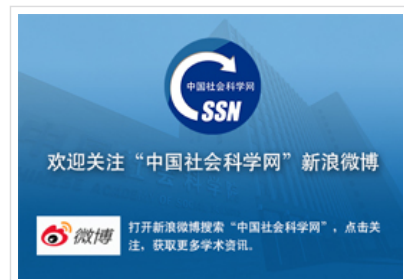 中国社会科学网
SSN
欢迎关注“中国社会科学网”新浪微博
微博
打开新浪微博搜索“中国社会科学网”，点击关
注，获取更多学术资讯。